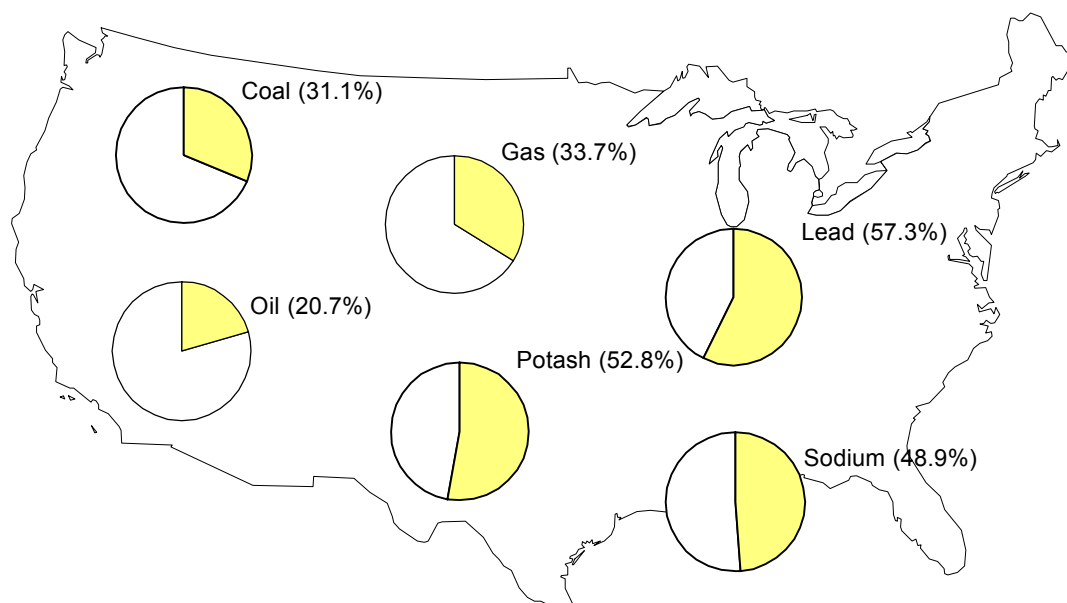 Coal (31.1%)
Gas (33.7%)
Lead (57.3%)
Oil (20.7%)
Potash (52.8%)
Sodium (48.9%)